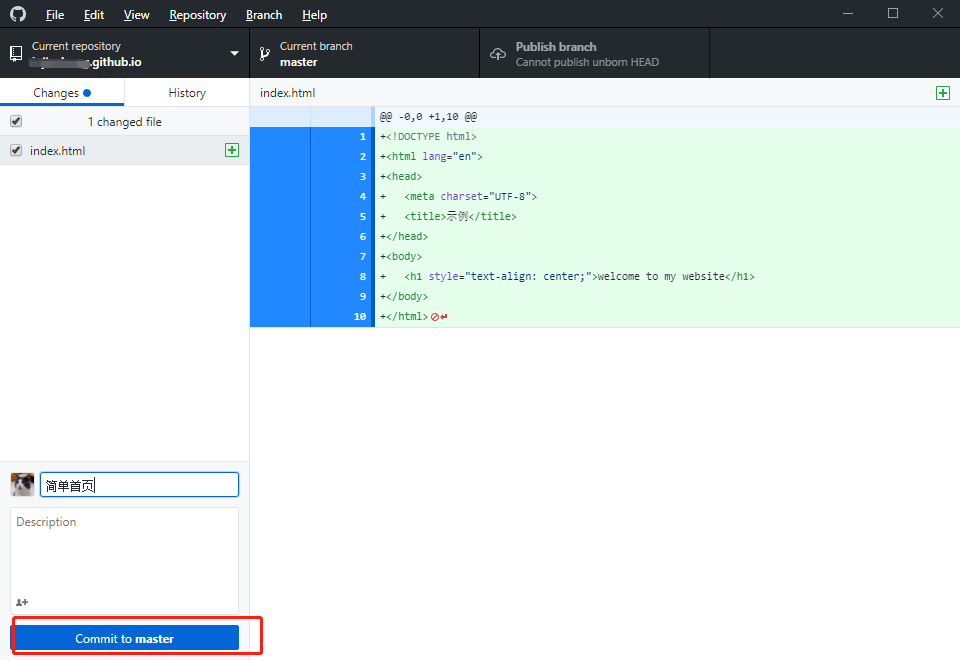 File Edit View Repository Branch Help
Current repository
.github.io
Current branch
master
Publish branch
Cannot publish unborn HEAD
Changes
History
index.html
1 changed file
index.html
@@ -0,0 +1,10 @@
1 +<!DOCTYPE html>
2 +<html lang="en">
3 +<head>
4 + <meta charset="UTF-8">
5 + <title>示例</title>
6 +</head>
7 +<body>
8 + <h1 style="text-align: center;">welcome to my website</h1>
9 +</body>
10 +</html>
简单首页
Description
Commit to master